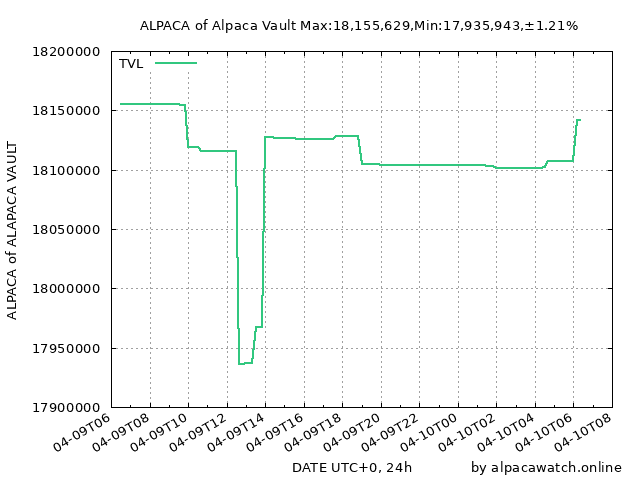 ALPACA of Alpaca Vault Max:18,155,629,Min:17,935,943,±1.21%
TVL
ALPACA of ALAPACA VAULT
18200000
18150000
18100000
18050000
18000000
17950000
17900000
04-09T06
04-09T08
04-09T10
04-09T12
04-09T14
04-09T16
04-09T18
04-09T20
04-09T22
04-10T00
04-10T02
04-10T04
04-10T06
04-10T08
DATE UTC+0, 24h
by alpacawatch.online